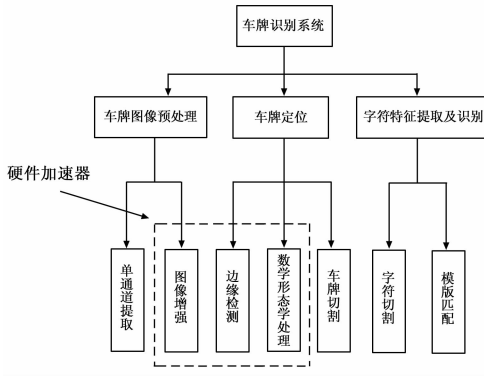 车牌识别系统
车牌图像预处理
车牌定位
字符特征提取及识别
硬件加速器
单通道提取
图像增强
边缘检测
数学形态学处理
车牌切割
字符切割
模版匹配